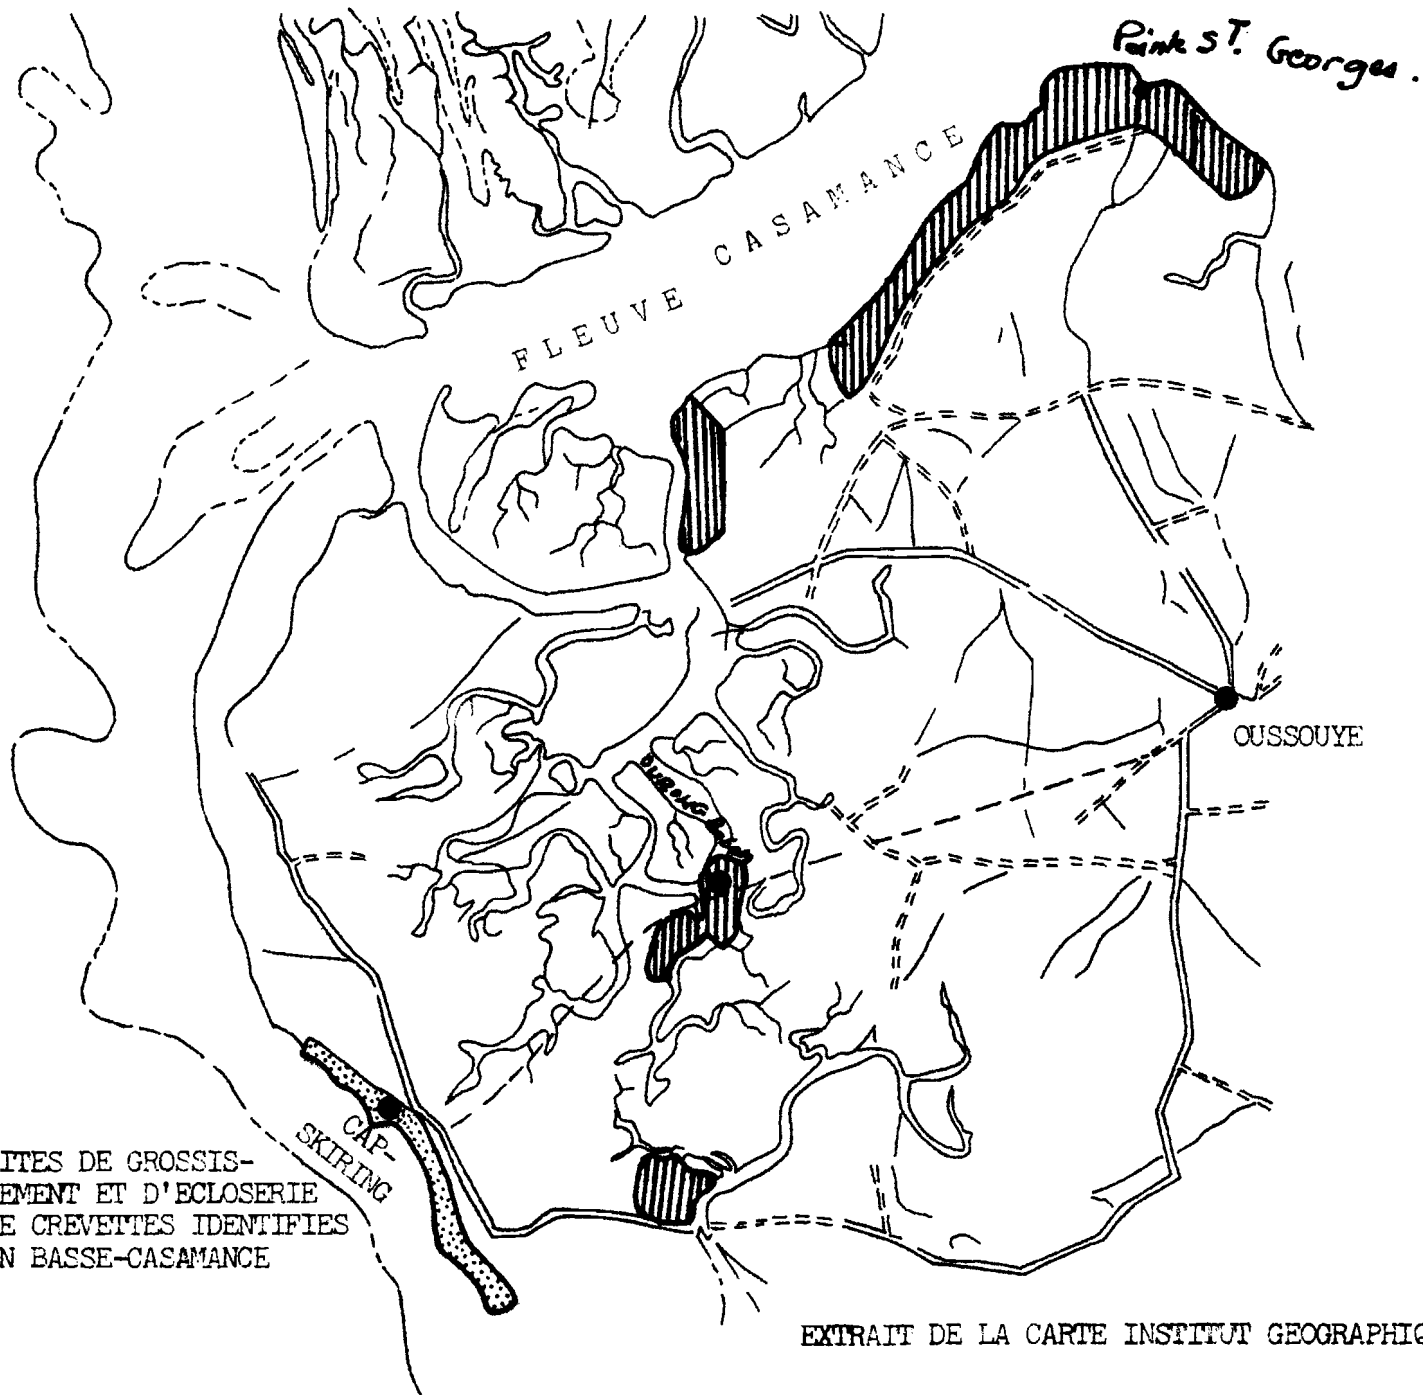 Pointe ST. Georges.
FLEUVE CASAMANCE
OUSSOUYE
CAP-
SKIRING
ITES DE GROSSIS-
EMENT ET D'ECLOSERIE
E CREVETTES IDENTIFIES
N BASSE-CASAMANCE
EXTRAIT DE LA CARTE INSTITUT GEOGRAPHIQ